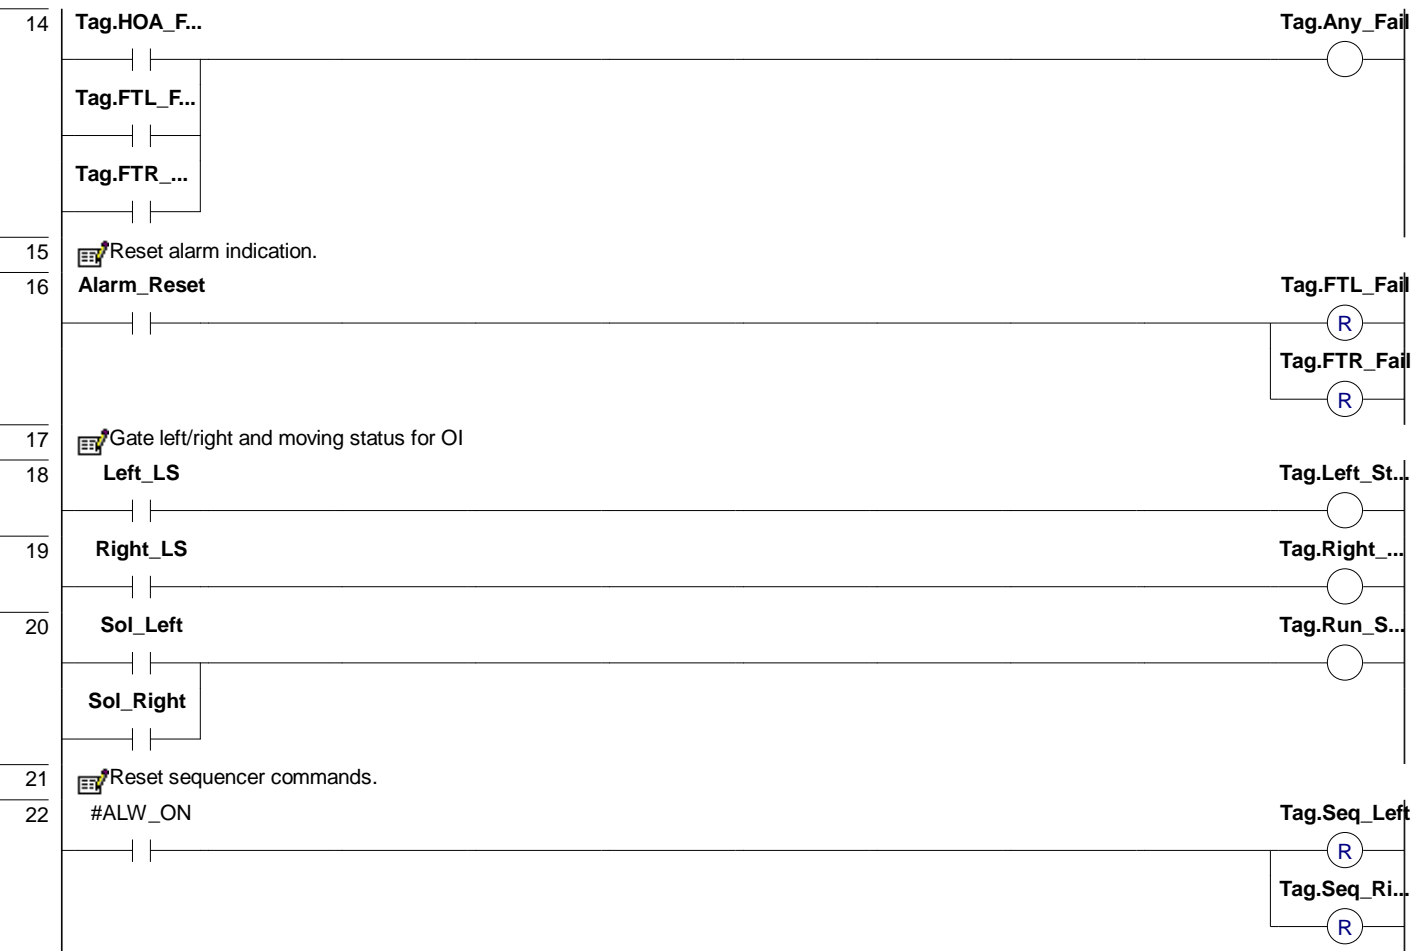 14 Tag.HOA_F... Tag.Any_Fail
Tag.FTL_F...
Tag.FTR_...
15 Reset alarm indication.
16 Alarm_Reset Tag.FTL_Fail
R
Tag.FTR_Fail
R
17 Gate left/right and moving status for OI
18 Left_LS Tag.Left_St...
19 Right_LS Tag.Right_...
20 Sol_Left Tag.Run_S...
Sol_Right
21 Reset sequencer commands.
22 #ALW_ON Tag.Seq_Left
R
Tag.Seq_Ri...
R